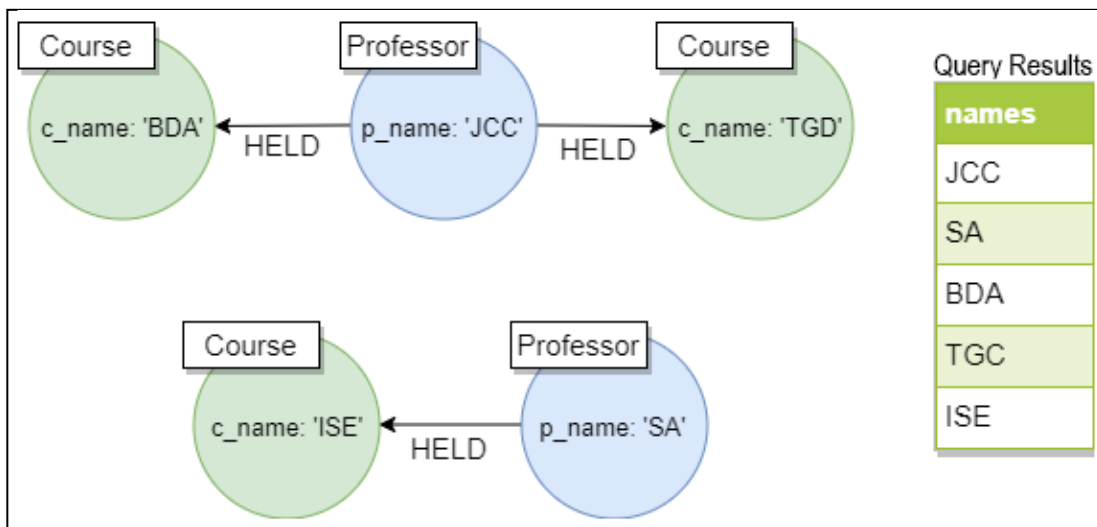 Course
Professor
Course
c_name: 'BDA'
HELD
p_name: 'JCC'
HELD
c_name: 'TGD'
Course
Professor
c_name: 'ISE'
HELD
p_name: 'SA'
Query Results
names
JCC
SA
BDA
TGC
ISE